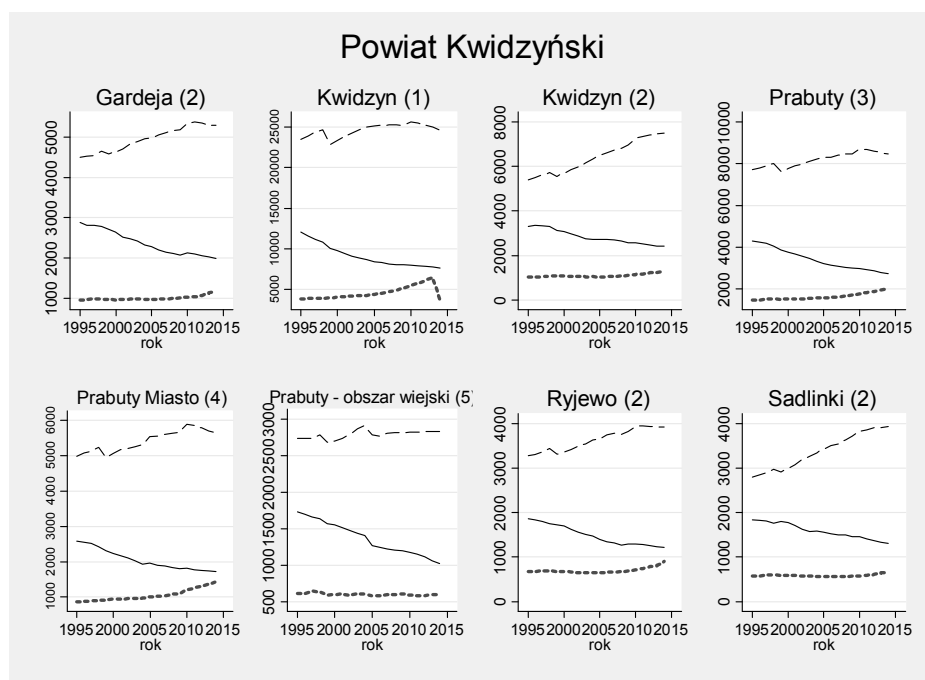 Powiat Kwidzyński
Gardeja (2)
1000 2000 3000 4000 5000
1995 2000 2005 2010 2015
rok
Kwidzyn (1)
5000 10000 15000 20000 25000
1995 2000 2005 2010 2015
rok
Kwidzyn (2)
0 2000 4000 6000 8000
1995 2000 2005 2010 2015
rok
Prabuty (3)
2000 4000 6000 8000 10000
1995 2000 2005 2010 2015
rok
Prabuty Miasto (4)
1000 2000 3000 4000 5000 6000
1995 2000 2005 2010 2015
rok
Prabuty - obszar wiejski (5)
500 1000 1500 2000 2500 3000
1995 2000 2005 2010 2015
rok
Ryjewo (2)
0 1000 2000 3000 4000
1995 2000 2005 2010 2015
rok
Sadlinki (2)
0 1000 2000 3000 4000
1995 2000 2005 2010 2015
rok